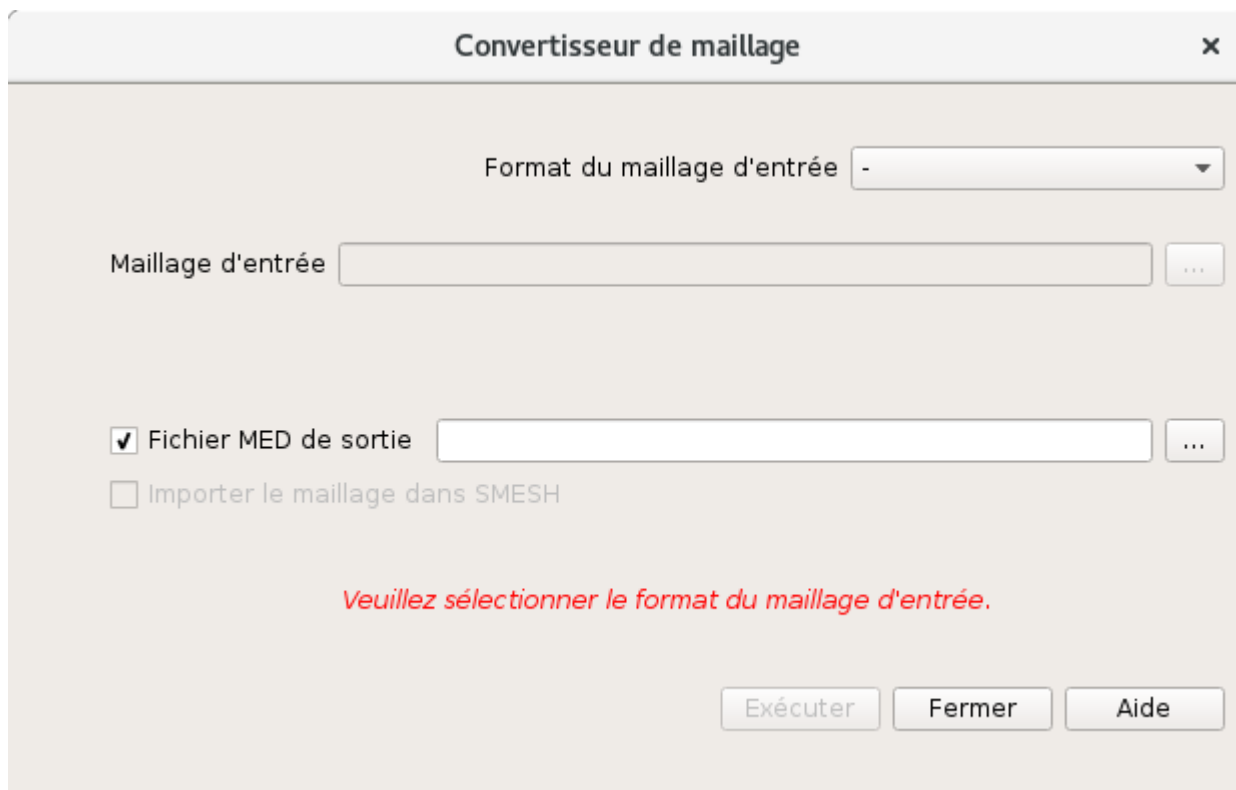 Convertisseur de maillage ×
Format du maillage d'entrée -
Maillage d'entrée ...
Fichier MED de sortie ...
Importer le maillage dans SMESH
Veuillez sélectionner le format du maillage d'entrée.
Exécuter Fermer Aide